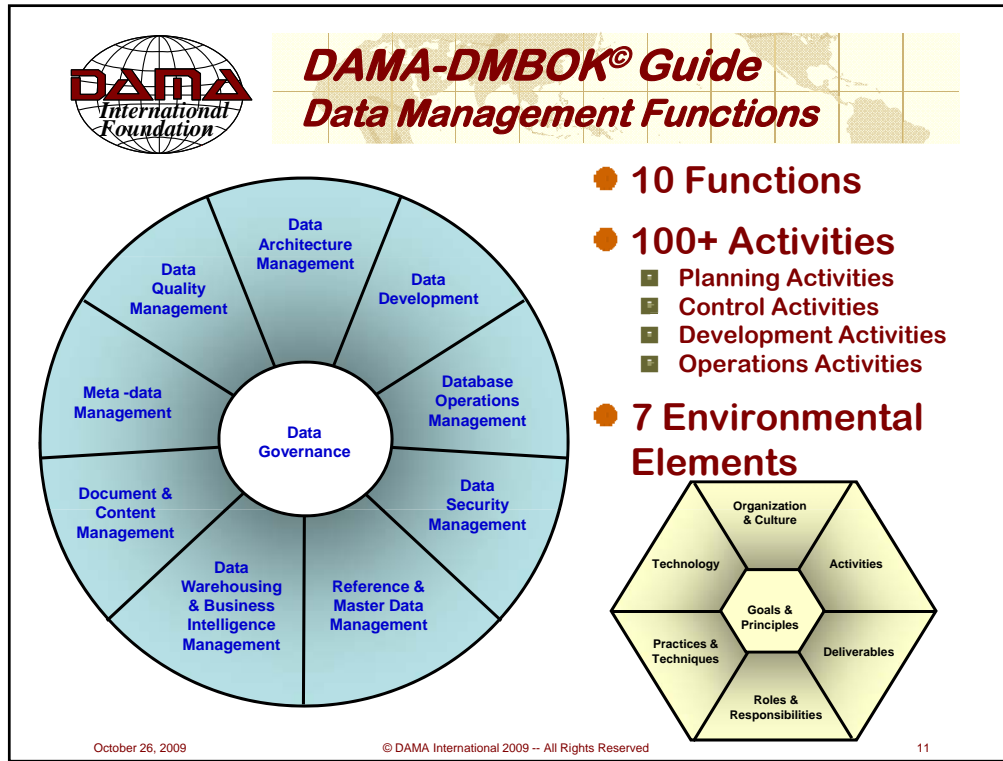 DAMA
International
Foundation
DAMA-DMBOK© Guide
Data Management Functions
Data
Architecture
Management
Data
Development
Database
Operations
Management
Data
Security
Management
Reference &
Master Data
Management
Data
Warehousing
& Business
Intelligence
Management
Document &
Content
Management
Meta -data
Management
Data
Quality
Management
Data
Governance
10 Functions
100+ Activities
Planning Activities
Control Activities
Development Activities
Operations Activities
7 Environmental
Elements
Organization
& Culture
Activities
Deliverables
Roles &
Responsibilities
Practices &
Techniques
Technology
Goals &
Principles
October 26, 2009
© DAMA International 2009 -- All Rights Reserved
11